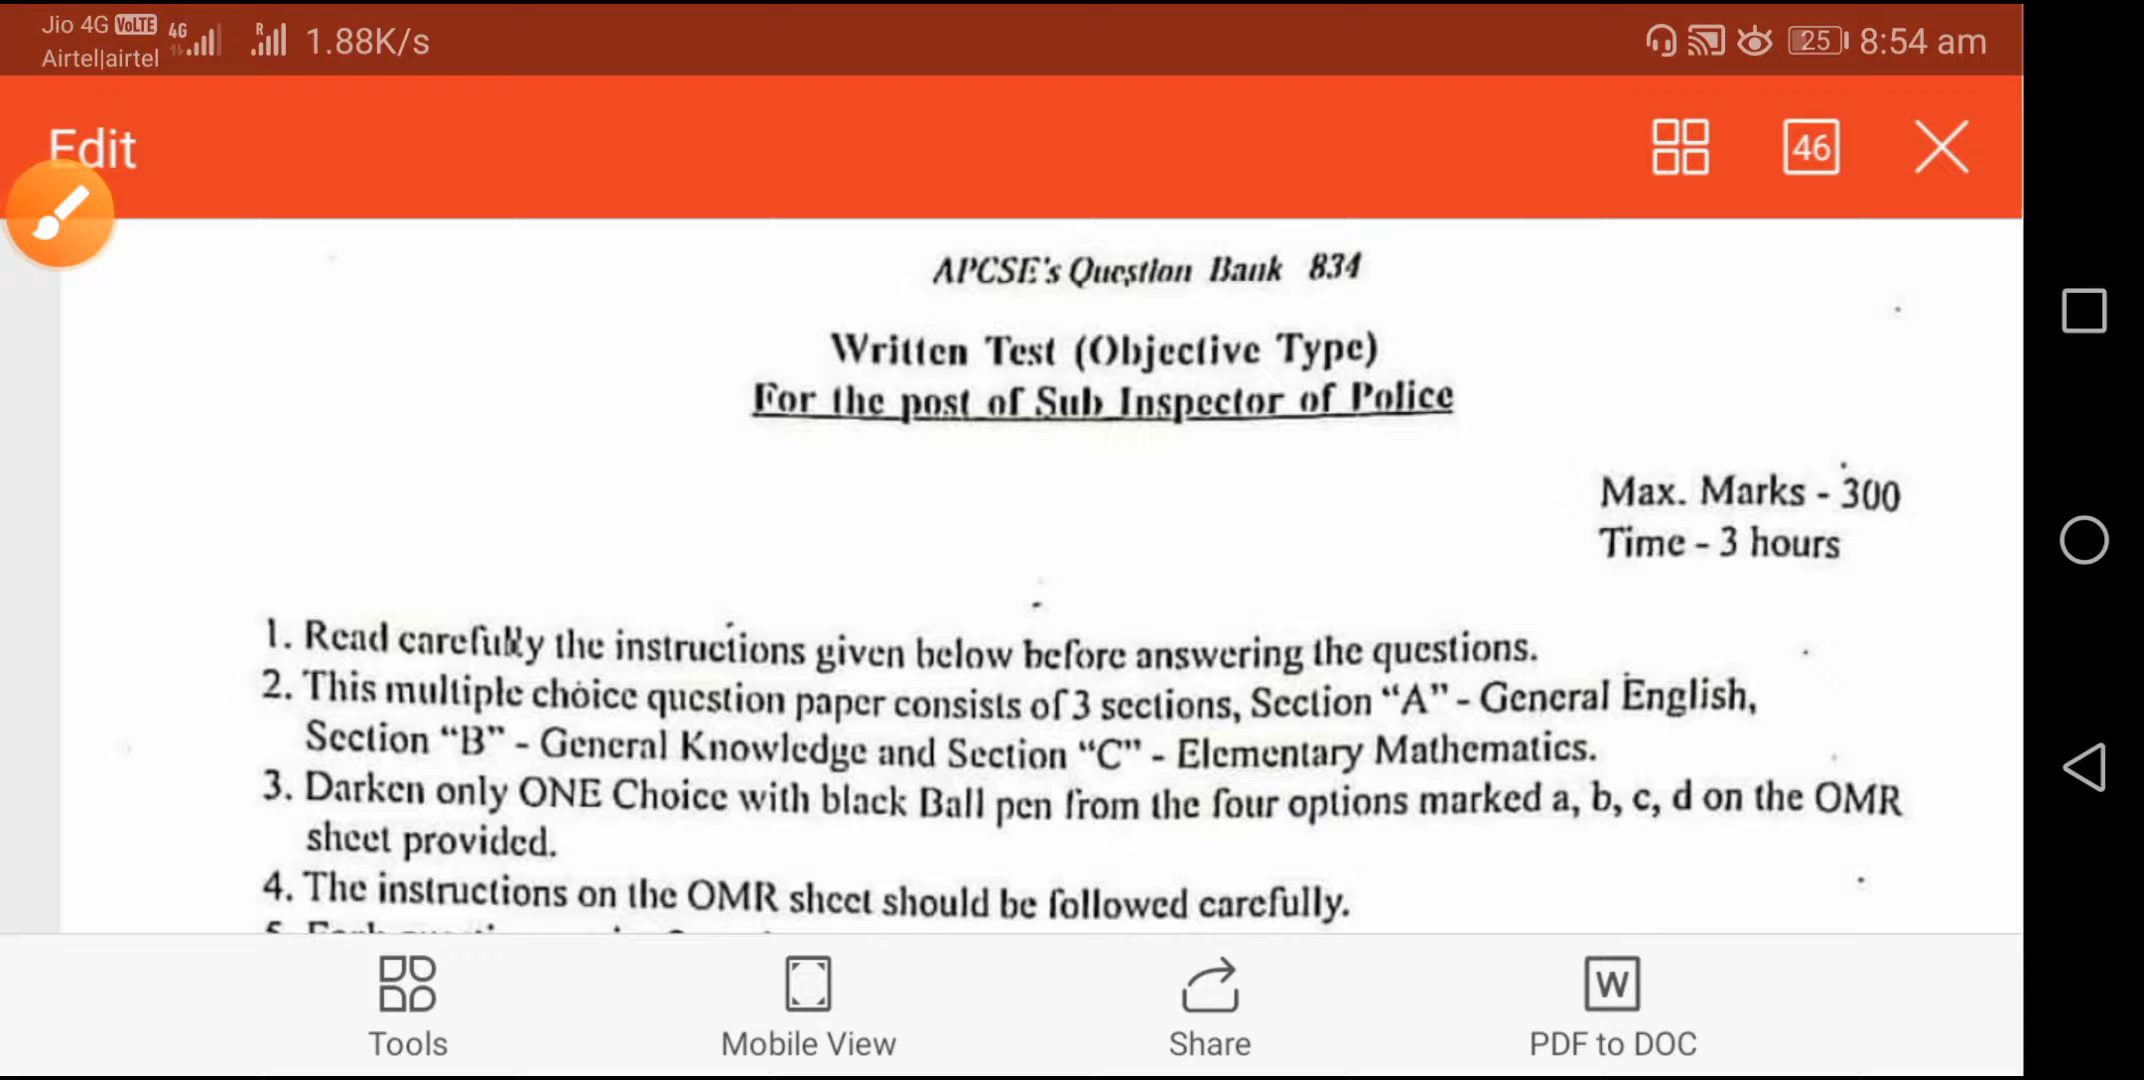 Jio 4G VoLTE 4G R 1.88K/s 25 8:54 am
Airtel|airtel
Edit 46
APCSE's Question Bank 834
Written Test (Objective Type)
For the post of Sub Inspector of Police
Max. Marks - 300
Time - 3 hours
1. Read carefully the instructions given below before answering the questions.
2. This multiple choice question paper consists of 3 sections, Section “A” - General English,
Section “B” - General Knowledge and Section “C” - Elementary Mathematics.
3. Darken only ONE Choice with black Ball pen from the four options marked a, b, c, d on the OMR
sheet provided.
4. The instructions on the OMR sheet should be followed carefully.
Tools Mobile View Share W PDF to DOC